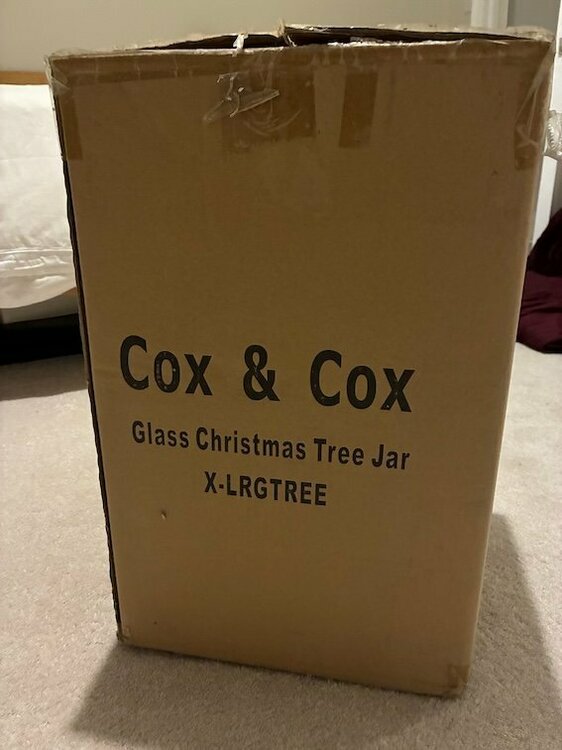 Cox & Cox
Glass Christmas Tree Jar
X-LRGTREE